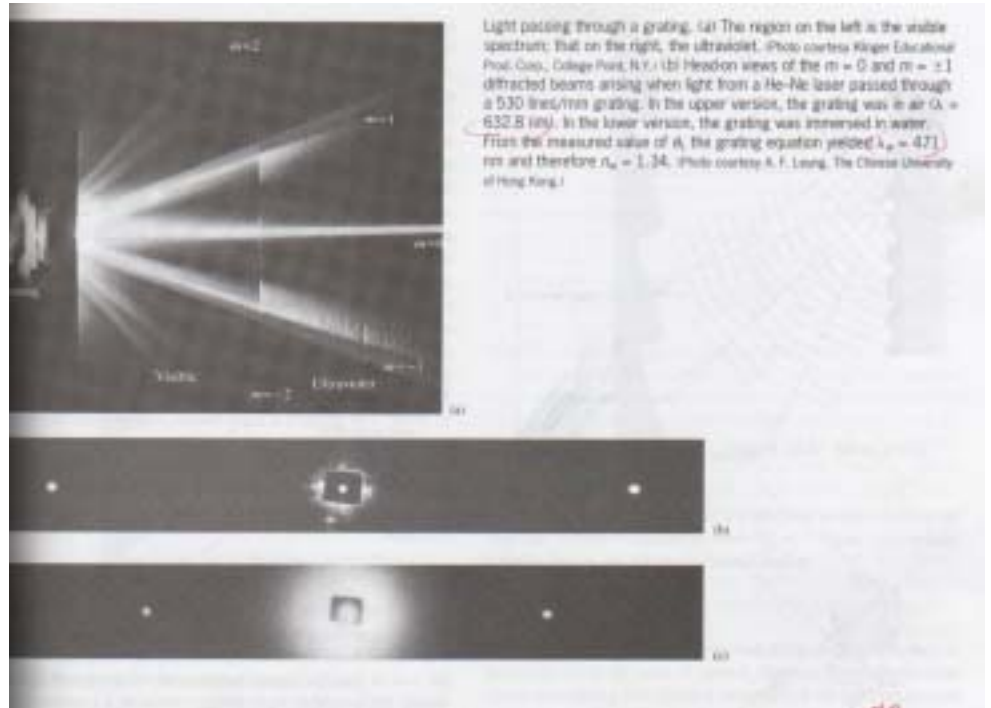 Light passing through a grating. (a) The region on the left is the visible
spectrum; that on the right, the ultraviolet. (Photo courtesy Klinger Educational
Prod. Corp., College Point, N.Y.) (b) Head-on views of the m = 0 and m = ±1
diffracted beams arising when light from a He–Ne laser passed through
a 530 lines/mm grating. In the upper version, the grating was in air (λ =
632.8 nm). In the lower version, the grating was immersed in water.
From the measured value of θ, the grating equation yielded λw = 471
nm and therefore nw = 1.34. (Photo courtesy A. F. Leung, The Chinese University
of Hong Kong.)
m=2
m=1
m=0
m=-1
Visible
Ultraviolet
m=-2
(a)
(b)
(c)